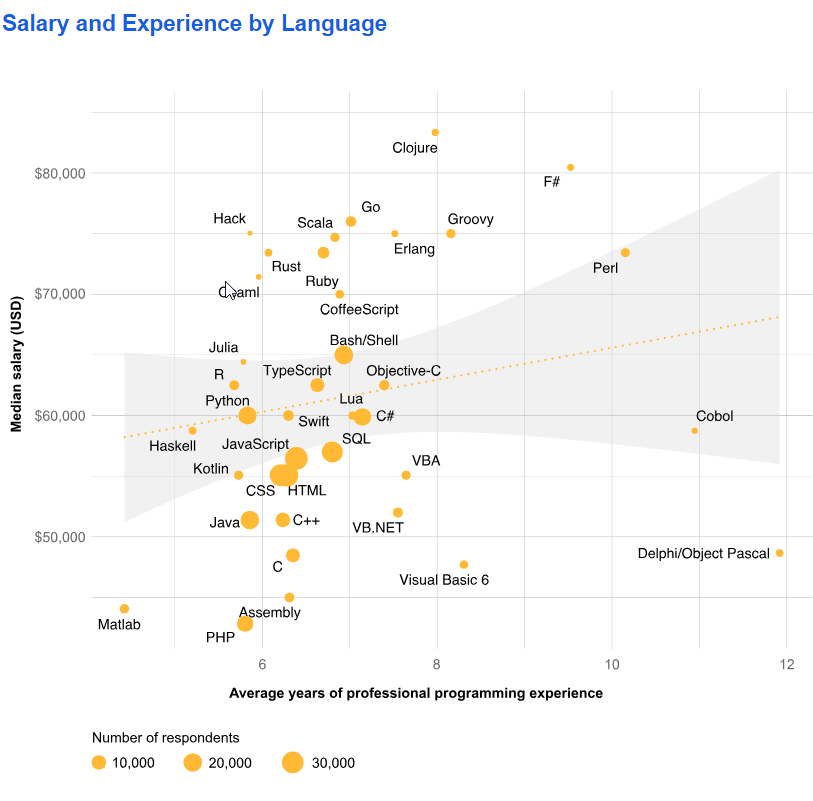 Salary and Experience by Language
Clojure
$80,000
F#
Hack
Go
Scala
Groovy
Erlang
Rust
Perl
Ruby
$70,000
CoffeeScript
Bash/Shell
Julia
R
TypeScript
Objective-C
Python
Lua
$60,000
Swift
C#
Cobol
Haskell
JavaScript
SQL
Kotlin
VBA
CSS
HTML
Java
C++
VB.NET
$50,000
Delphi/Object Pascal
C
Visual Basic 6
Assembly
Matlab
PHP
Median salary (USD)
6
8
10
12
Average years of professional programming experience
Number of respondents
10,000
20,000
30,000